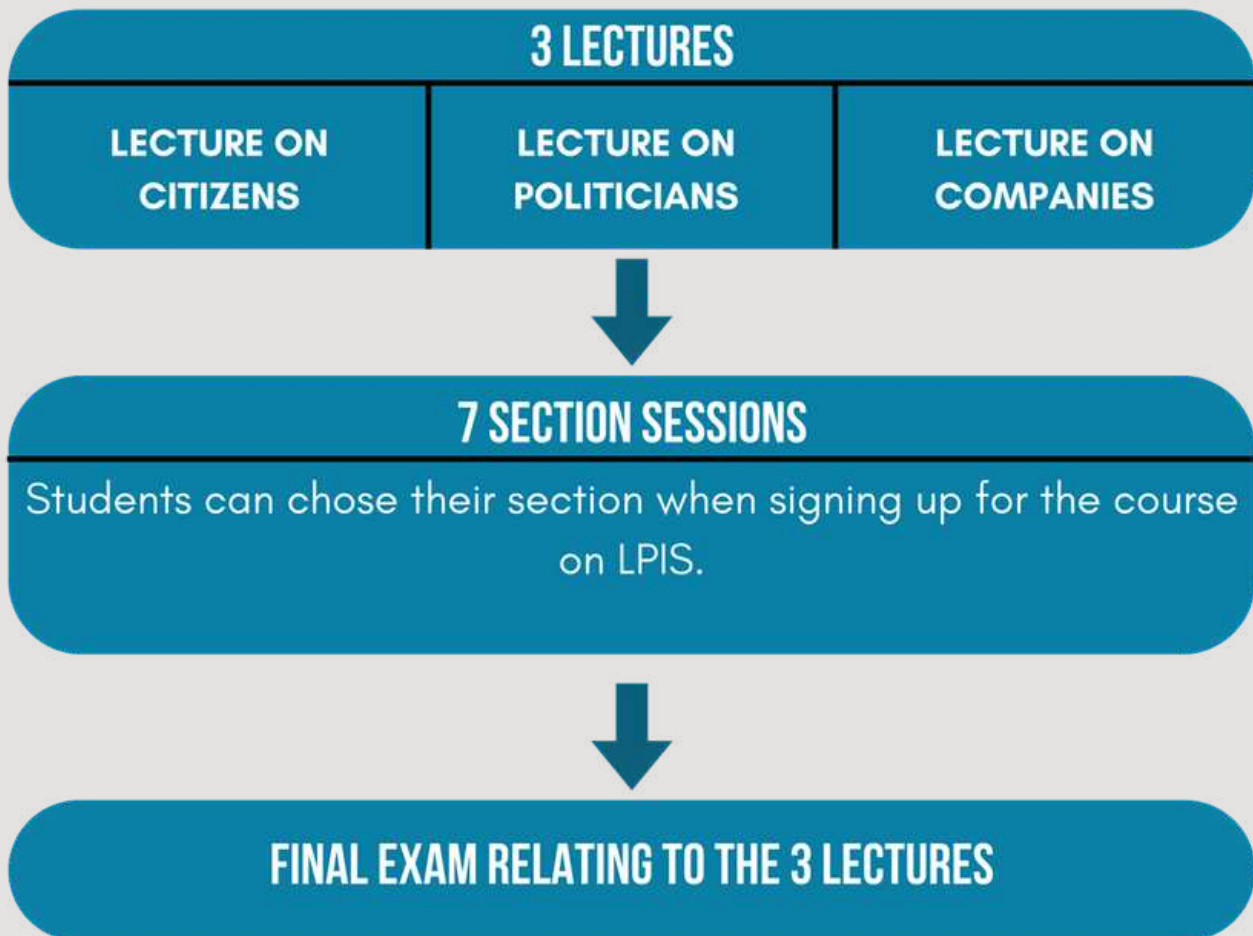 3 LECTURES
LECTURE ON
CITIZENS
LECTURE ON
POLITICIANS
LECTURE ON
COMPANIES
7 SECTION SESSIONS
Students can chose their section when signing up for the course
on LPIS.
FINAL EXAM RELATING TO THE 3 LECTURES